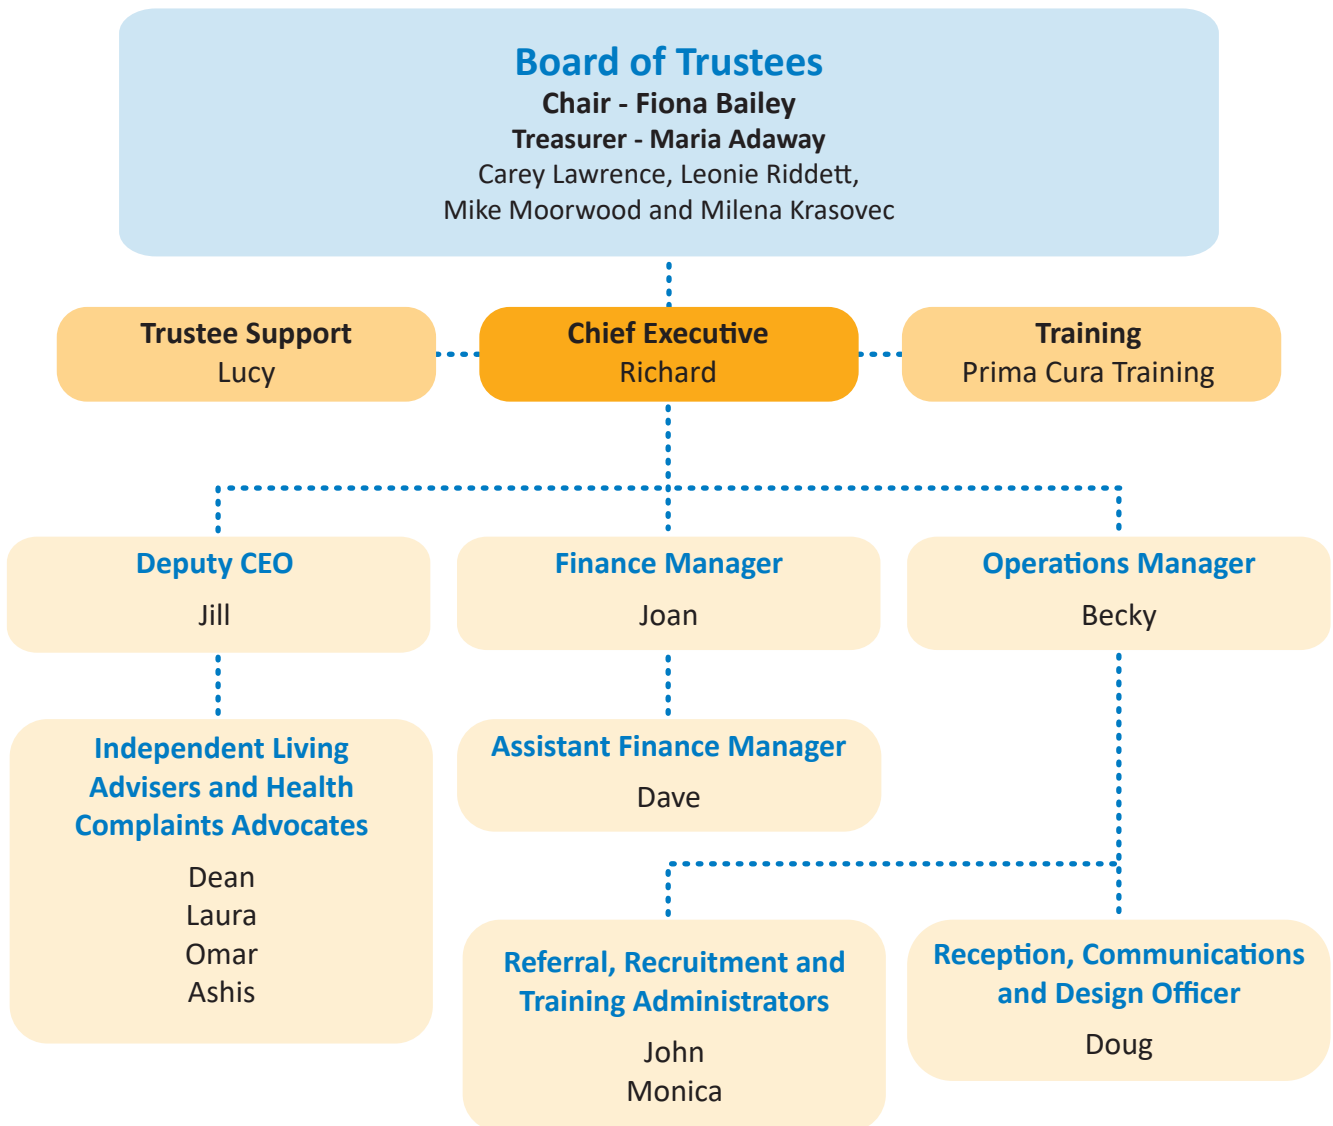 Board of Trustees
Chair - Fiona Bailey
Treasurer - Maria Adaway
Carey Lawrence, Leonie Riddett,
Mike Moorwood and Milena Krasovec
Trustee Support
Lucy
Chief Executive
Richard
Training
Prima Cura Training
Deputy CEO
Jill
Finance Manager
Joan
Operations Manager
Becky
Independent Living
Advisers and Health
Complaints Advocates
Dean
Laura
Omar
Ashis
Assistant Finance Manager
Dave
Referral, Recruitment and
Training Administrators
John
Monica
Reception, Communications
and Design Officer
Doug